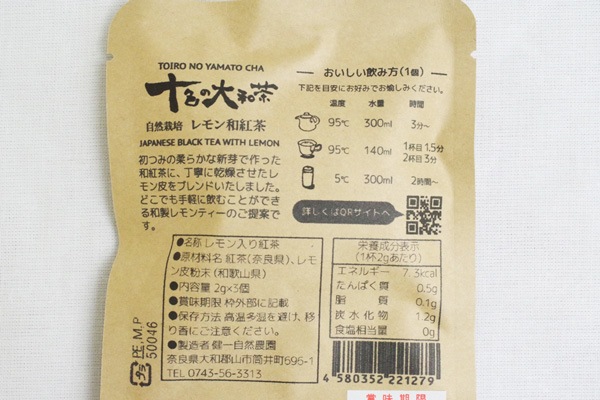 TOIRO NO YAMATO CHA
十色の大和茶
自然栽培 レモン和紅茶
JAPANESE BLACK TEA WITH LEMON
初つみの柔らかな新芽で作った
和紅茶に、丁寧に乾燥させたレ
モン皮をブレンドいたしました。
どこでも手軽に飲むことができ
る和製レモンティーのご提案で
す。
おいしい飲み方(1個)
下記を目安にお好みでお愉しみください。
温度 水量 時間
95℃ 300ml 3分~
95℃ 140ml 1杯目 1.5分
2杯目 3分
5℃ 300ml 2時間~
詳しくはQRサイトへ
●名称 レモン入り紅茶
●原材料名 紅茶(奈良県)、レモ
ン皮粉末(和歌山県)
●内容量 2g×3個
●賞味期限 枠外部に記載
●保存方法 高温多湿を避け、移
り香にご注意ください。
●製造者 健一自然農園
奈良県大和郡山市筒井町696-1
TEL 0743-56-3313
栄養成分表示
(1杯2gあたり)
エネルギー 7.3kcal
たんぱく質 0.5g
脂質 0.1g
炭水化物 1.2g
食塩相当量 0g
4 580352 221279
賞味期限
プラ
PE,M,P
50046